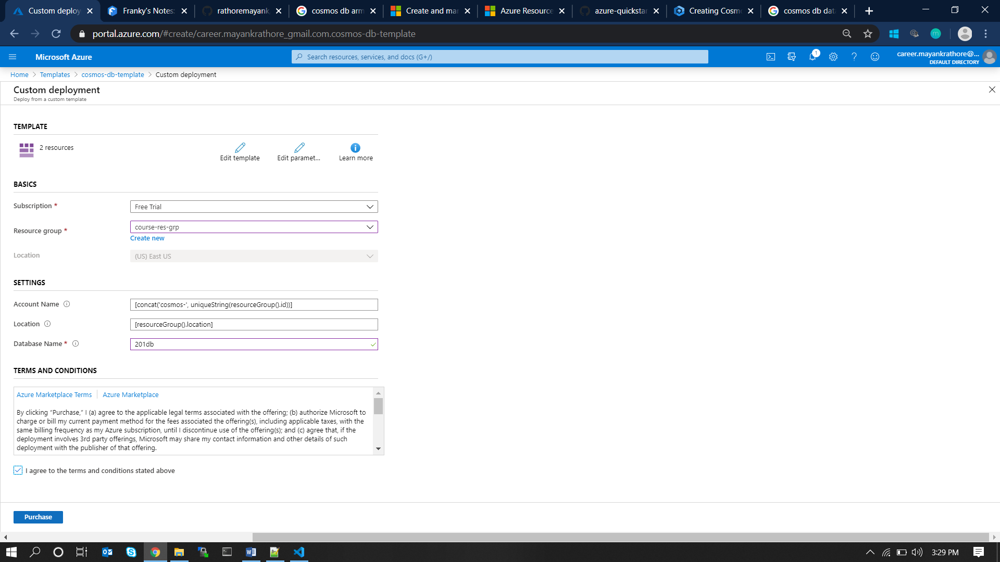 Custom deploy
Franky's Notes:
rathoremayank
cosmos db arm
Create and mar
Azure Resource
azure-quickstar
Creating Cosm
cosmos db dat
portal.azure.com/#create/career.mayankrathore_gmail.com.cosmos-db-template
m
Microsoft Azure
Search resources, services, and docs (G+/)
1
career.mayankrathore@...
DEFAULT DIRECTORY
Home > Templates > cosmos-db-template > Custom deployment
Custom deployment
Deploy from a custom template
TEMPLATE
2 resources
Edit template
Edit paramet...
Learn more
BASICS
Subscription *
Free Trial
Resource group *
course-res-grp
Create new
Location
(US) East US
SETTINGS
Account Name
[concat('cosmos-', uniqueString(resourceGroup().id))]
Location
[resourceGroup().location]
Database Name *
201db
TERMS AND CONDITIONS
Azure Marketplace Terms | Azure Marketplace
By clicking “Purchase,” I (a) agree to the applicable legal terms associated with the offering; (b) authorize Microsoft to
charge or bill my current payment method for the fees associated the offering(s), including applicable taxes, with the
same billing frequency as my Azure subscription, until I discontinue use of the offering(s); and (c) agree that, if the
deployment involves 3rd party offerings, Microsoft may share my contact information and other details of such
deployment with the publisher of that offering.
I agree to the terms and conditions stated above
Purchase
3:29 PM